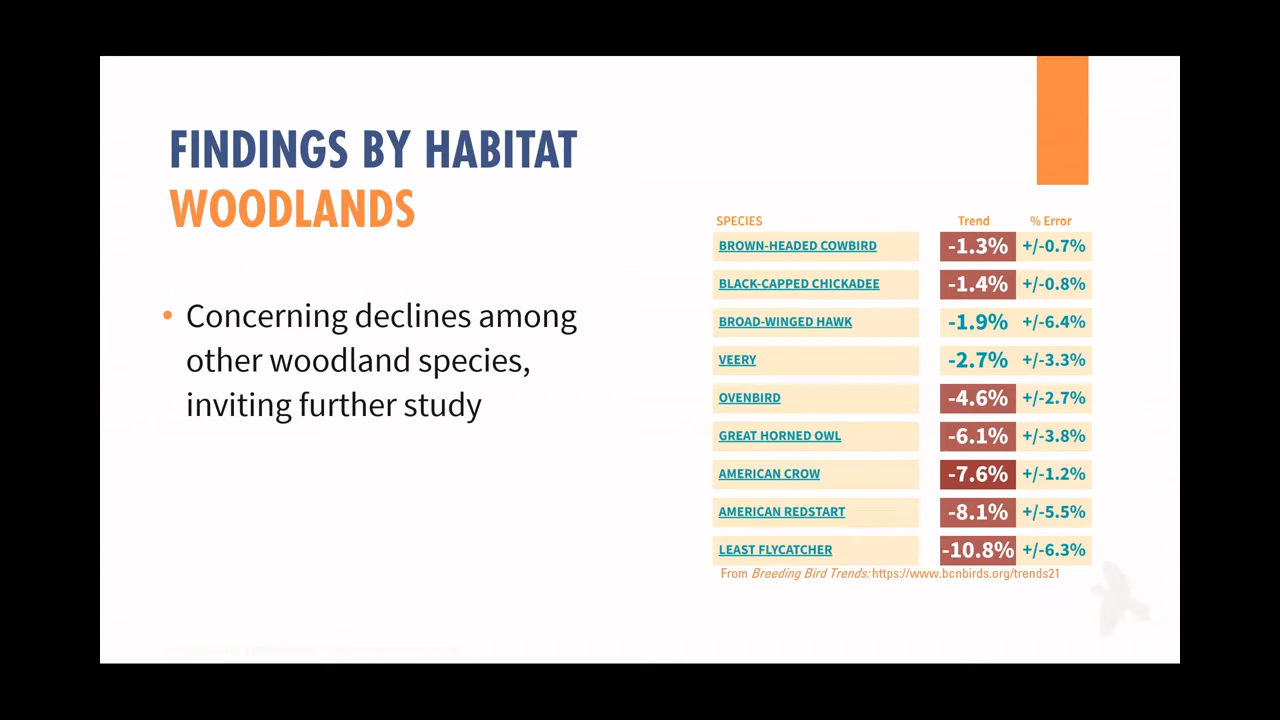 FINDINGS BY HABITAT
WOODLANDS
• Concerning declines among
other woodland species,
inviting further study
SPECIES Trend % Error
BROWN-HEADED COWBIRD -1.3% +/-0.7%
BLACK-CAPPED CHICKADEE -1.4% +/-0.8%
BROAD-WINGED HAWK -1.9% +/-6.4%
VEERY -2.7% +/-3.3%
OVENBIRD -4.6% +/-2.7%
GREAT HORNED OWL -6.1% +/-3.8%
AMERICAN CROW -7.6% +/-1.2%
AMERICAN REDSTART -8.1% +/-5.5%
LEAST FLYCATCHER -10.8% +/-6.3%
From Breeding Bird Trends: https://www.bcnbirds.org/trends21